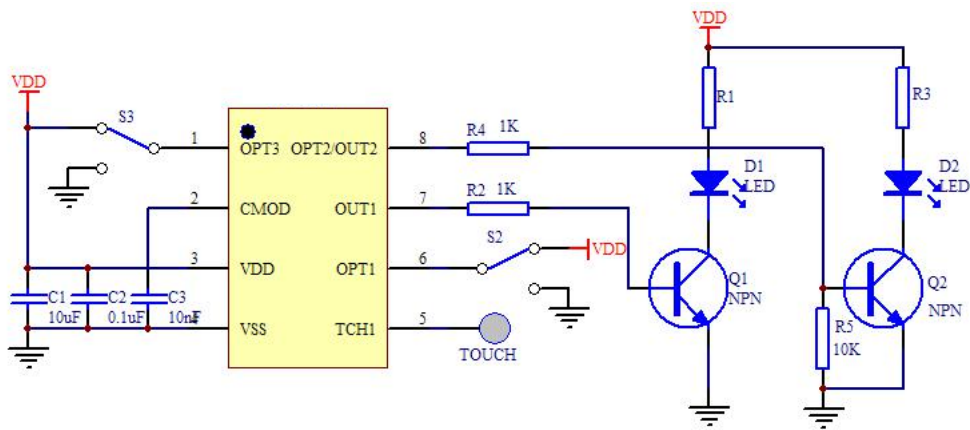 VDD
VDD
S3
1
OPT3
OPT2/OUT2
8
R4 1K
R1
R3
2
CMOD
OUT1
7
R2 1K
D1
LED
D2
LED
3
VDD
OPT1
6
S2
VDD
C1
10uF
C2
0.1uF
C3
10nF
4
VSS
TCH1
5
TOUCH
Q1
NPN
Q2
NPN
R5
10K